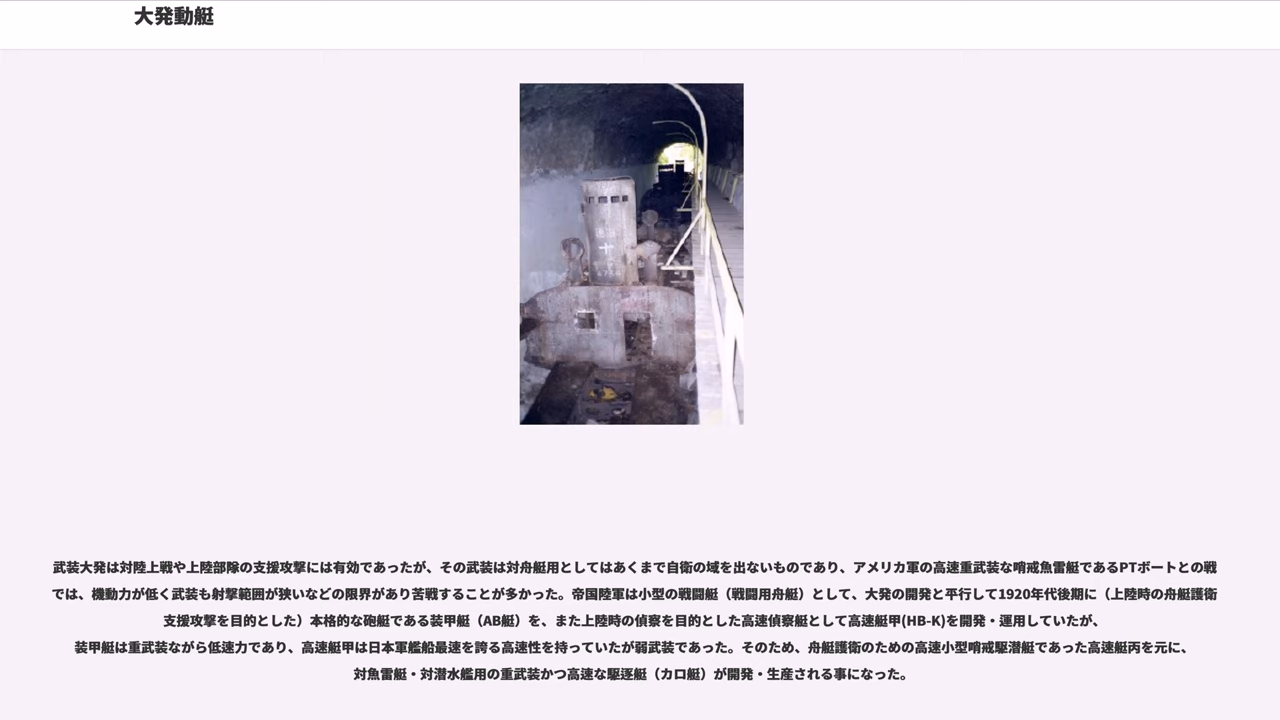 大発動艇
武装大発は対陸上戦や上陸部隊の支援攻撃には有効であったが、その武装は対舟艇用としてはあくまで自衛の域を出ないものであり、アメリカ軍の高速重武装な哨戒魚雷艇であるPTボートとの戦
では、機動力が低く武装も射撃範囲が狭いなどの限界があり苦戦することが多かった。帝国陸軍は小型の戦闘艇（戦闘用舟艇）として、大発の開発と平行して1920年代後期に（上陸時の舟艇護衛
支援攻撃を目的とした）本格的な砲艇である装甲艇（AB艇）を、また上陸時の偵察を目的とした高速偵察艇として高速艇甲(HB-K)を開発・運用していたが、
装甲艇は重武装ながら低速力であり、高速艇甲は日本軍艦船最速を誇る高速性を持っていたが弱武装であった。そのため、舟艇護衛のための高速小型哨戒駆潜艇であった高速艇丙を元に、
対魚雷艇・対潜水艦用の重武装かつ高速な駆逐艇（カロ艇）が開発・生産される事になった。